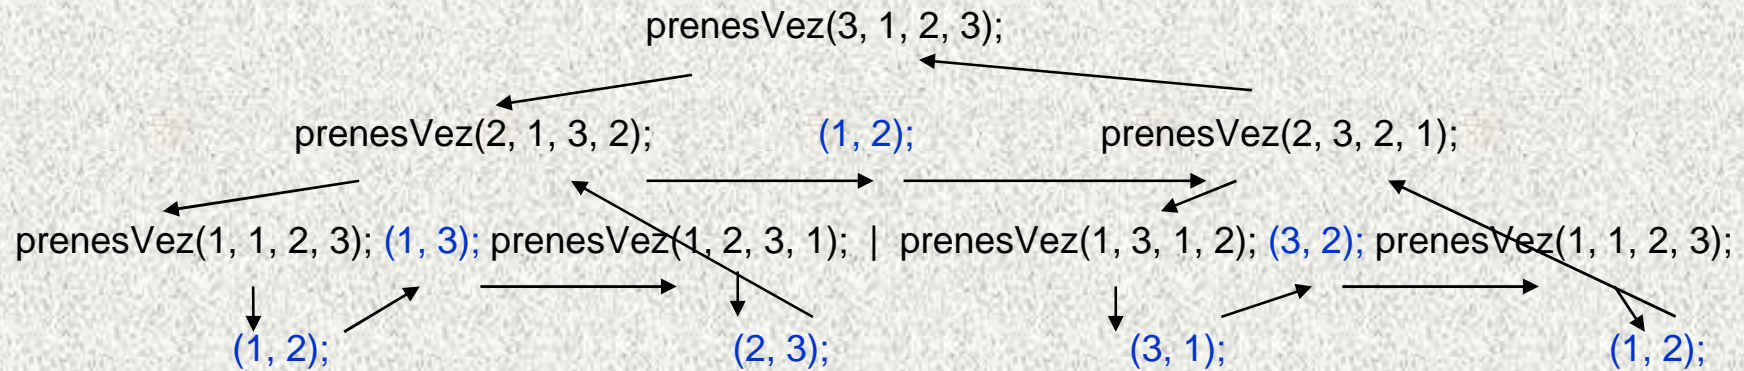 prenesVez(3, 1, 2, 3);
prenesVez(2, 1, 3, 2); (1, 2); prenesVez(2, 3, 2, 1);
prenesVez(1, 1, 2, 3); (1, 3); prenesVez(1, 2, 3, 1); | prenesVez(1, 3, 1, 2); (3, 2); prenesVez(1, 1, 2, 3);
(1, 2); (2, 3); (3, 1); (1, 2);